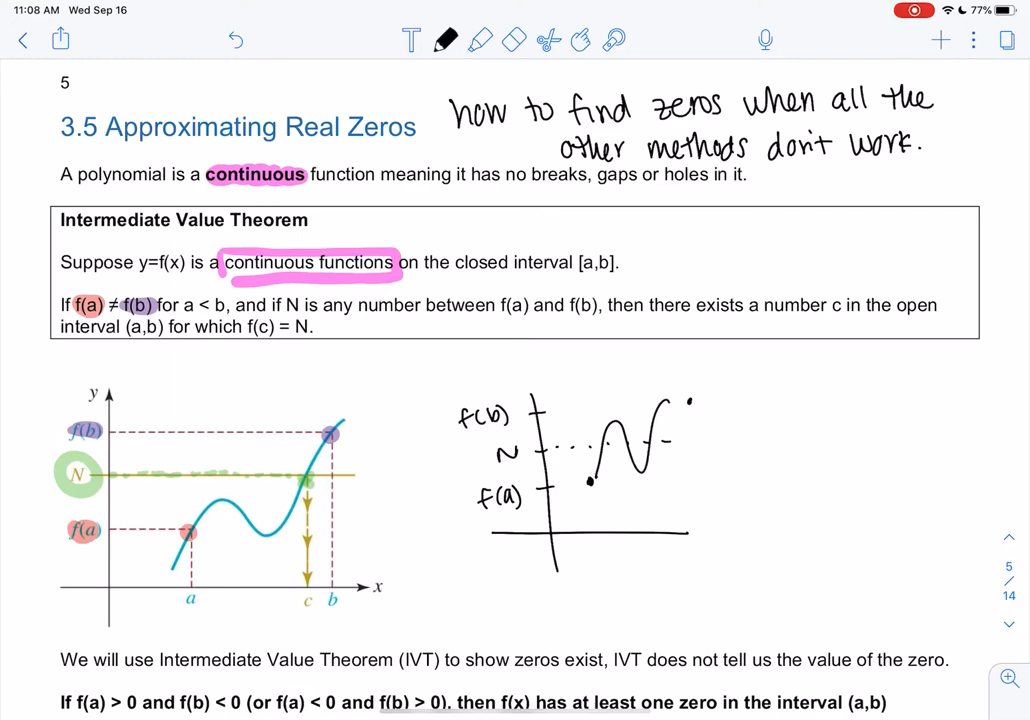 11:08 AM Wed Sep 16
77%
5
how to find zeros when all the
3.5 Approximating Real Zeros
other methods don't work.
A polynomial is a continuous function meaning it has no breaks, gaps or holes in it.
Intermediate Value Theorem
Suppose y=f(x) is a continuous functions on the closed interval [a,b].
If f(a) ≠ f(b) for a < b, and if N is any number between f(a) and f(b), then there exists a number c in the open
interval (a,b) for which f(c) = N.
y
f(b)
N
f(a)
a
c
b
x
f(b)
N
f(a)
5
/
14
We will use Intermediate Value Theorem (IVT) to show zeros exist, IVT does not tell us the value of the zero.
If f(a) > 0 and f(b) < 0 (or f(a) < 0 and f(b) > 0), then f(x) has at least one zero in the interval (a,b)